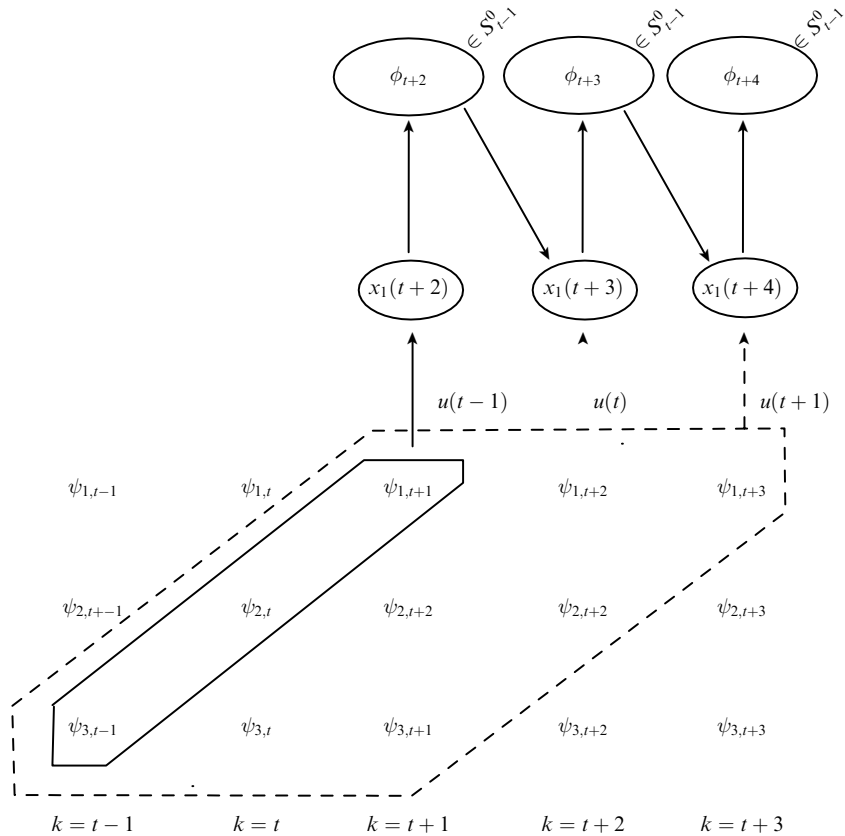 ∈ S⁰ₜ₋₁ ∈ S⁰ₜ₋₁ ∈ S⁰ₜ₋₁
ϕₜ₊₂ ϕₜ₊₃ ϕₜ₊₄
x₁(t + 2) x₁(t + 3) x₁(t + 4)
u(t − 1) u(t) u(t + 1)
ψ₁,ₜ₋₁ ψ₁,ₜ ψ₁,ₜ₊₁ ψ₁,ₜ₊₂ ψ₁,ₜ₊₃
ψ₂,ₜ₊₋₁ ψ₂,ₜ ψ₂,ₜ₊₂ ψ₂,ₜ₊₂ ψ₂,ₜ₊₃
ψ₃,ₜ₋₁ ψ₃,ₜ ψ₃,ₜ₊₁ ψ₃,ₜ₊₂ ψ₃,ₜ₊₃
k = t − 1 k = t k = t + 1 k = t + 2 k = t + 3